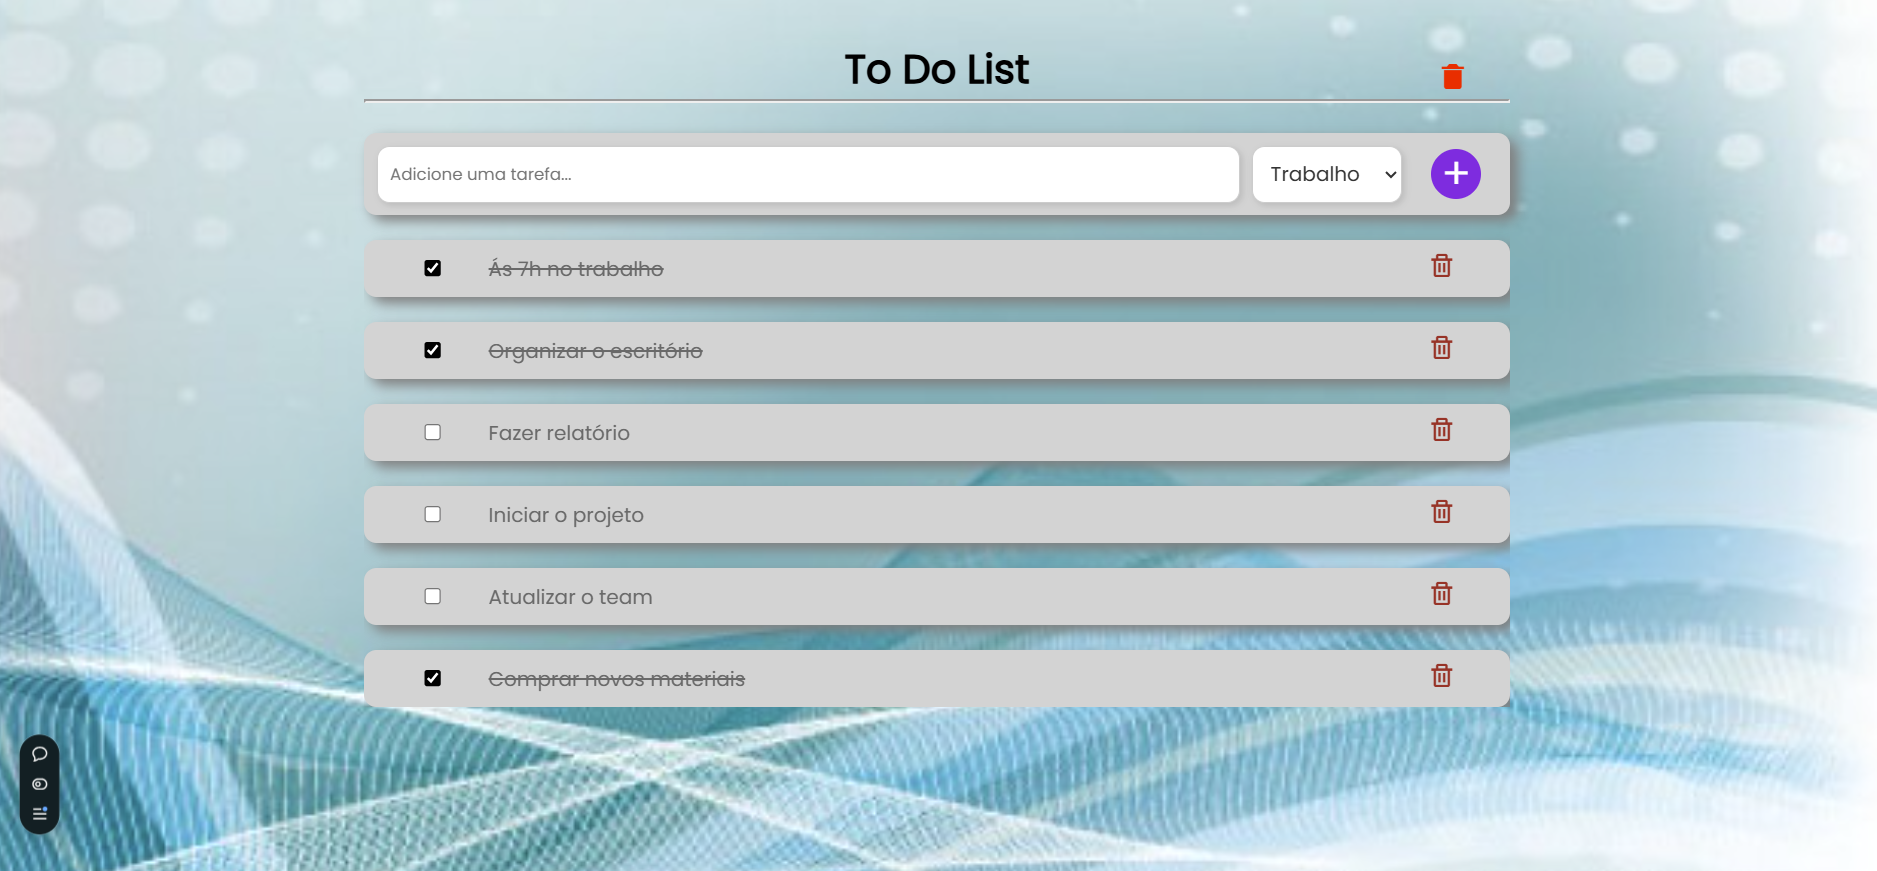 To Do List
Adicione uma tarefa...
Trabalho
Ás 7h no trabalho
Organizar o escritório
Fazer relatório
Iniciar o projeto
Atualizar o team
Comprar novos materiais